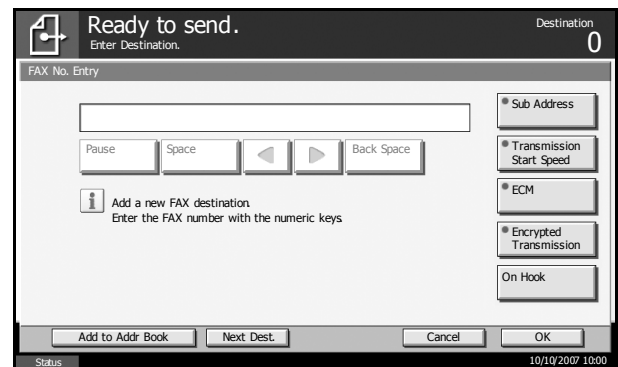 Ready to send.
Destination
Enter Destination.
0
FAX No. Entry
Sub Address
Pause
Space
Back Space
Transmission
Start Speed
Add a new FAX destination.
Enter the FAX number with the numeric keys.
ECM
Encrypted
Transmission
On Hook
Add to Addr Book
Next Dest.
Cancel
OK
Status
10/10/2007 10:00